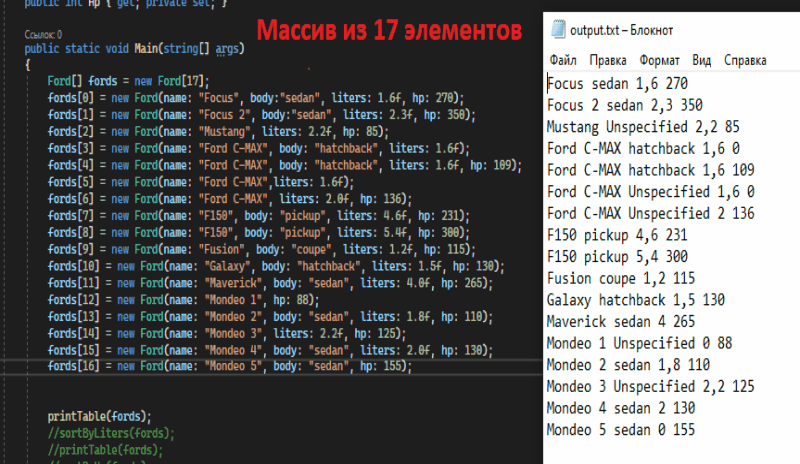 public int Hp { get; private set; }
Массив из 17 элементов
Ссылок: 0
public static void Main(string[] args)
{
Ford[] fords = new Ford[17];
fords[0] = new Ford(name: "Focus", body:"sedan", liters: 1.6f, hp: 270);
fords[1] = new Ford(name: "Focus 2", body:"sedan", liters: 2.3f, hp: 350);
fords[2] = new Ford(name: "Mustang", liters: 2.2f, hp: 85);
fords[3] = new Ford(name: "Ford C-MAX", body: "hatchback", liters: 1.6f);
fords[4] = new Ford(name: "Ford C-MAX", body: "hatchback", liters: 1.6f, hp: 109);
fords[5] = new Ford(name: "Ford C-MAX",liters: 1.6f);
fords[6] = new Ford(name: "Ford C-MAX", liters: 2.0f, hp: 136);
fords[7] = new Ford(name: "F150", body: "pickup", liters: 4.6f, hp: 231);
fords[8] = new Ford(name: "F150", body: "pickup", liters: 5.4f, hp: 300);
fords[9] = new Ford(name: "Fusion", body: "coupe", liters: 1.2f, hp: 115);
fords[10] = new Ford(name: "Galaxy", body: "hatchback", liters: 1.5f, hp: 130);
fords[11] = new Ford(name: "Maverick", body: "sedan", liters: 4.0f, hp: 265);
fords[12] = new Ford(name: "Mondeo 1", hp: 88);
fords[13] = new Ford(name: "Mondeo 2", body: "sedan", liters: 1.8f, hp: 110);
fords[14] = new Ford(name: "Mondeo 3", liters: 2.2f, hp: 125);
fords[15] = new Ford(name: "Mondeo 4", body: "sedan", liters: 2.0f, hp: 130);
fords[16] = new Ford(name: "Mondeo 5", body: "sedan", hp: 155);
printTable(fords);
//sortByLiters(fords);
//printTable(fords);
output.txt – Блокнот
Файл Правка Формат Вид Справка
Focus sedan 1,6 270
Focus 2 sedan 2,3 350
Mustang Unspecified 2,2 85
Ford C-MAX hatchback 1,6 0
Ford C-MAX hatchback 1,6 109
Ford C-MAX Unspecified 1,6 0
Ford C-MAX Unspecified 2 136
F150 pickup 4,6 231
F150 pickup 5,4 300
Fusion coupe 1,2 115
Galaxy hatchback 1,5 130
Maverick sedan 4 265
Mondeo 1 Unspecified 0 88
Mondeo 2 sedan 1,8 110
Mondeo 3 Unspecified 2,2 125
Mondeo 4 sedan 2 130
Mondeo 5 sedan 0 155